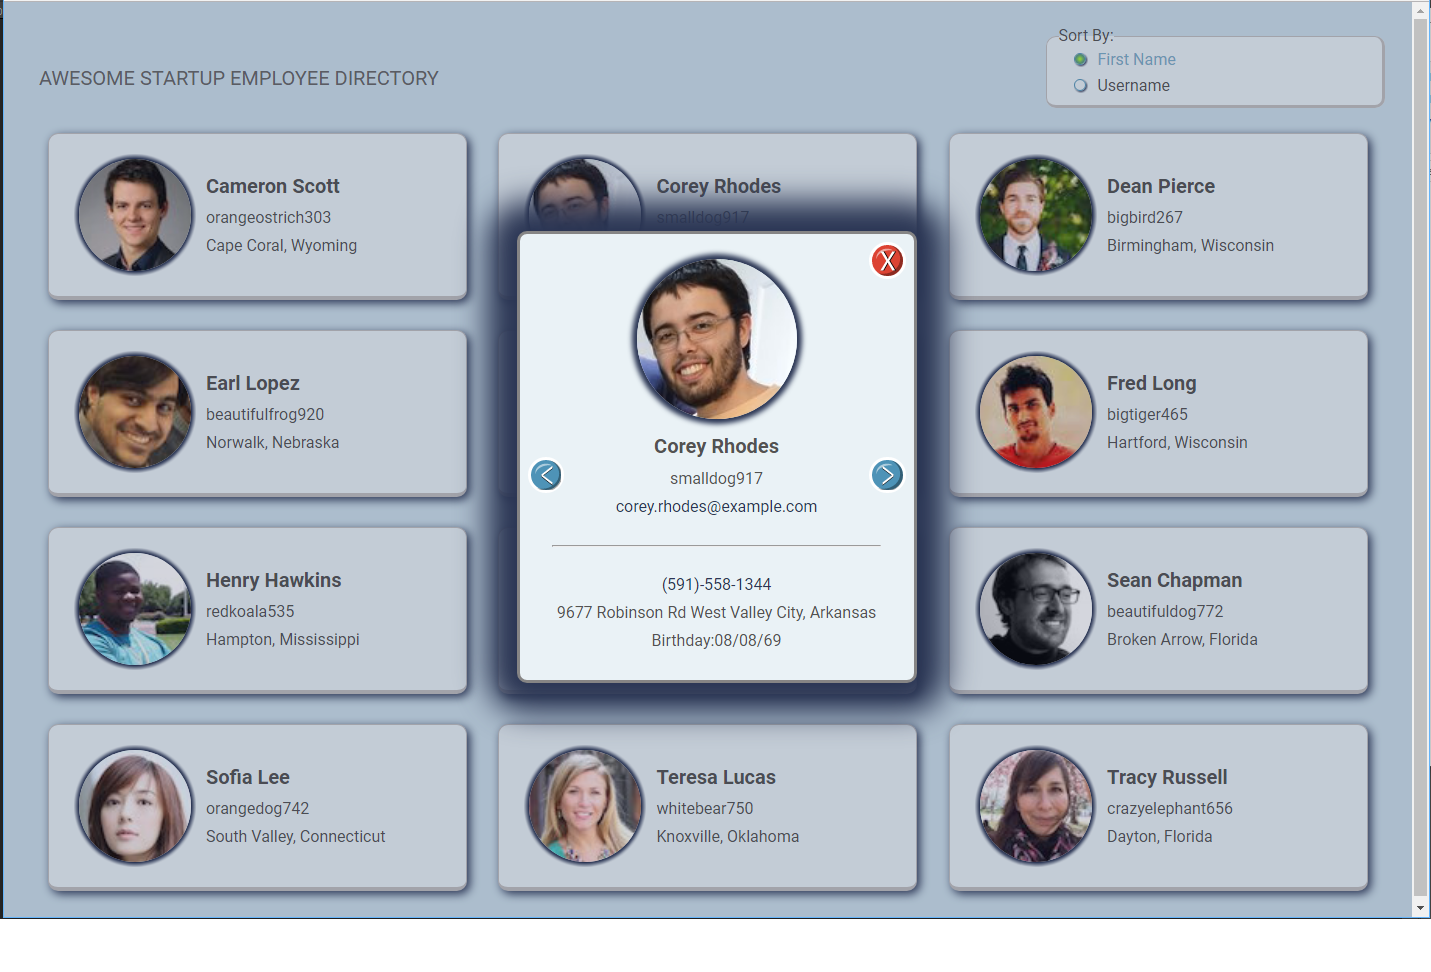 Sort By:
First Name
Username
AWESOME STARTUP EMPLOYEE DIRECTORY
Cameron Scott
orangeostrich303
Cape Coral, Wyoming
Corey Rhodes
smalldog917
Dean Pierce
bigbird267
Birmingham, Wisconsin
Earl Lopez
beautifulfrog920
Norwalk, Nebraska
X
Corey Rhodes
<
>
smalldog917
corey.rhodes@example.com
(591)-558-1344
9677 Robinson Rd West Valley City, Arkansas
Birthday:08/08/69
Fred Long
bigtiger465
Hartford, Wisconsin
Henry Hawkins
redkoala535
Hampton, Mississippi
Sean Chapman
beautifuldog772
Broken Arrow, Florida
Sofia Lee
orangedog742
South Valley, Connecticut
Teresa Lucas
whitebear750
Knoxville, Oklahoma
Tracy Russell
crazyelephant656
Dayton, Florida